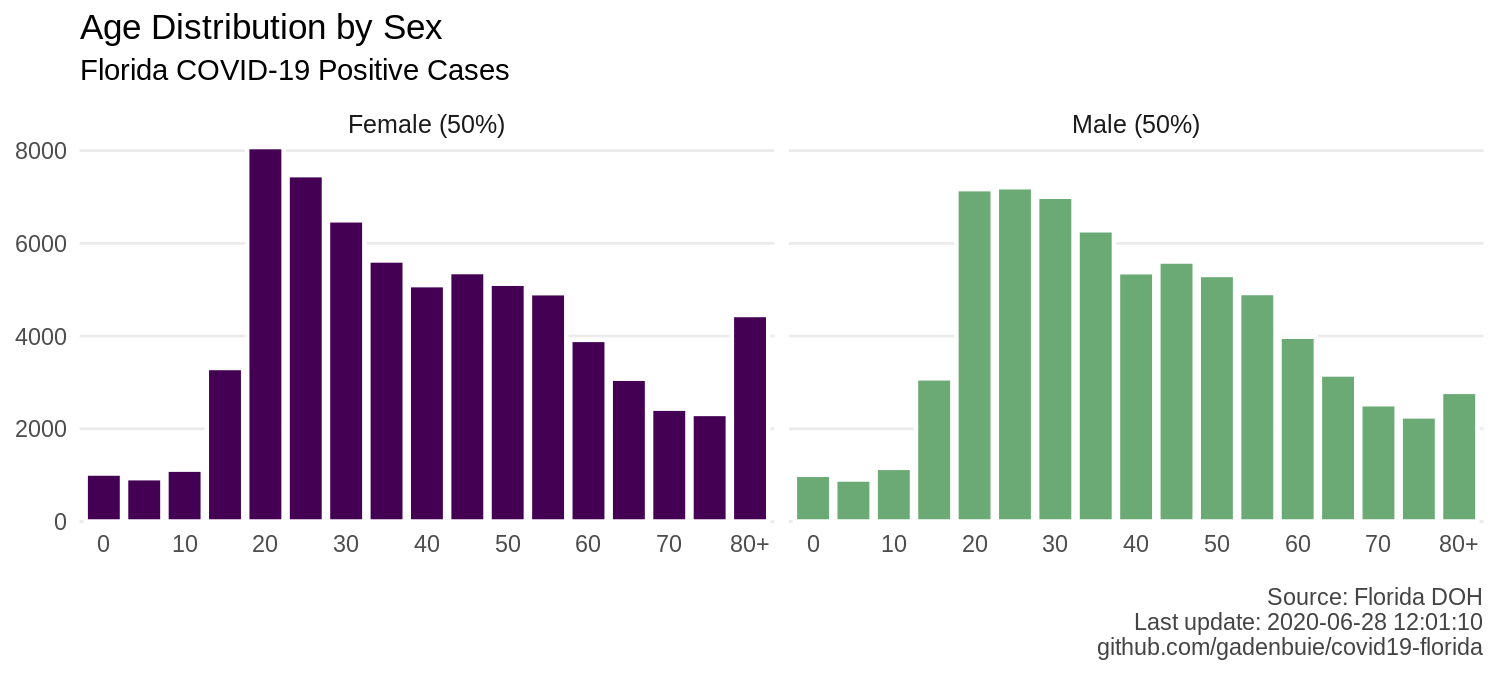 Age Distribution by Sex
Florida COVID-19 Positive Cases
Female (50%)
Male (50%)
8000
6000
4000
2000
0
0 10 20 30 40 50 60 70 80+
0 10 20 30 40 50 60 70 80+
Source: Florida DOH
Last update: 2020-06-28 12:01:10
github.com/gadenbuie/covid19-florida